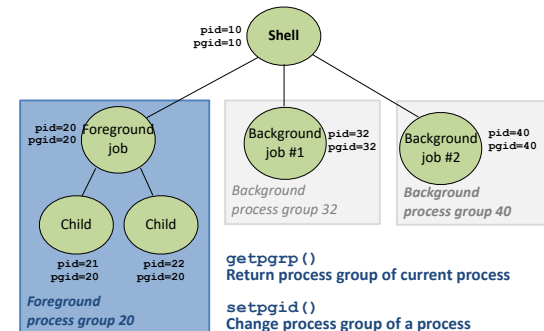 pid=10
pgid=10
Shell
pid=20
pgid=20
Foreground
job
Background
job #1
pid=32
pgid=32
Background
job #2
pid=40
pgid=40
Background
process group 32
Background
process group 40
Child
Child
pid=21
pgid=20
pid=22
pgid=20
Foreground
process group 20
getpgrp()
Return process group of current process
setpgid()
Change process group of a process